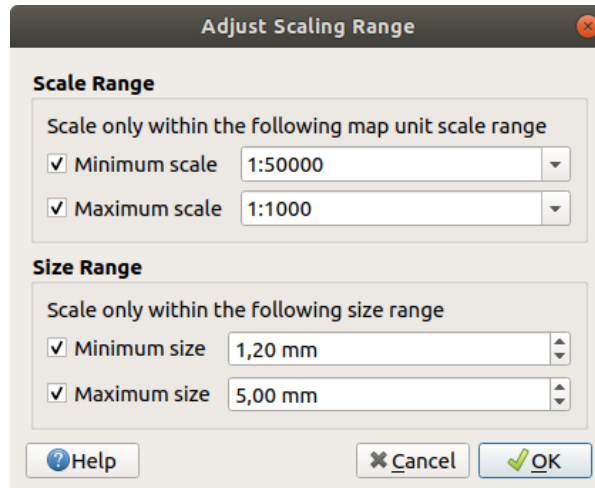 Adjust Scaling Range
Scale Range
Scale only within the following map unit scale range
Minimum scale 1:50000
Maximum scale 1:1000
Size Range
Scale only within the following size range
Minimum size 1,20 mm
Maximum size 5,00 mm
?Help Cancel OK